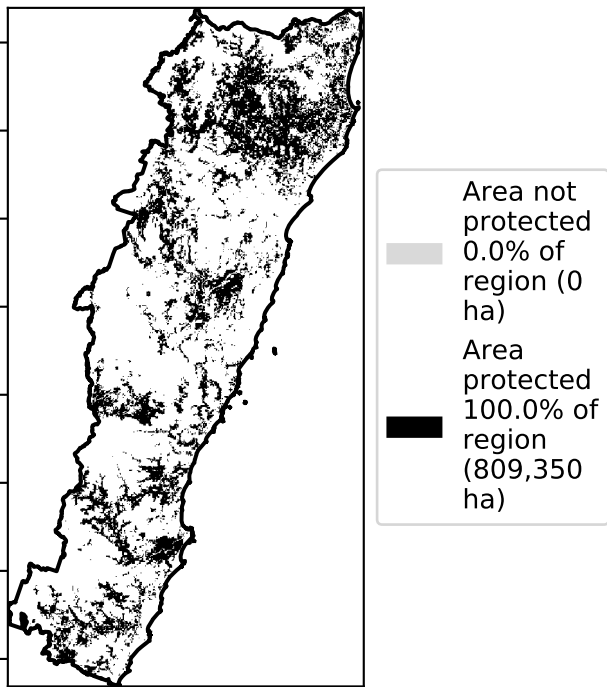 Area not
protected
0.0% of
region (0
ha)
Area
protected
100.0% of
region
(809,350
ha)